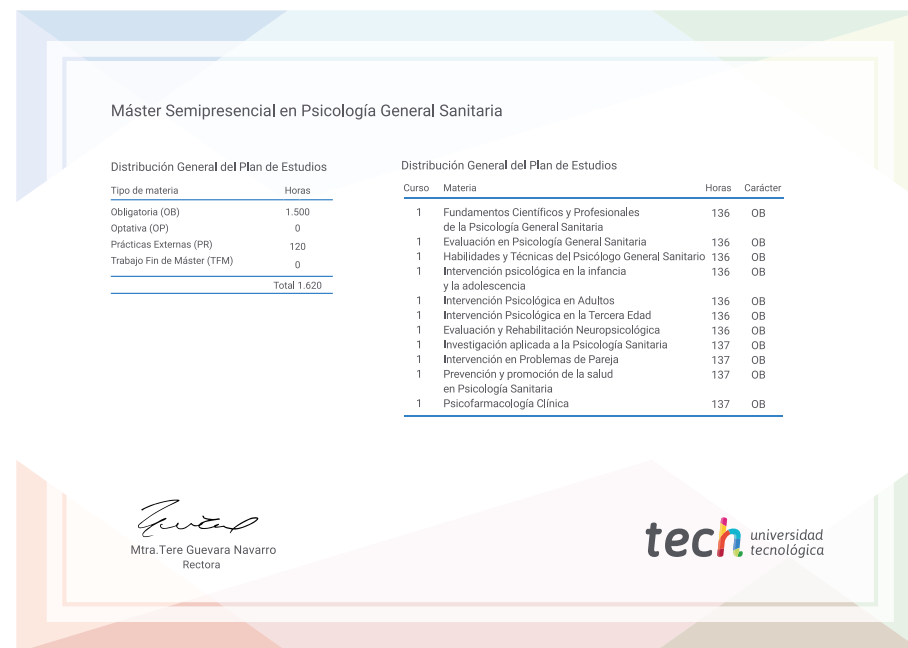 Máster Semipresencial en Psicología General Sanitaria
Distribución General del Plan de Estudios
Tipo de materia Horas
Obligatoria (OB) 1.500
Optativa (OP) 0
Prácticas Externas (PR) 120
Trabajo Fin de Máster (TFM) 0
Total 1.620
Distribución General del Plan de Estudios
Curso Materia Horas Carácter
1 Fundamentos Científicos y Profesionales 136 OB
de la Psicología General Sanitaria
1 Evaluación en Psicología General Sanitaria 136 OB
1 Habilidades y Técnicas del Psicólogo General Sanitario 136 OB
1 Intervención psicológica en la infancia 136 OB
y la adolescencia
1 Intervención Psicológica en Adultos 136 OB
1 Intervención Psicológica en la Tercera Edad 136 OB
1 Evaluación y Rehabilitación Neuropsicológica 136 OB
1 Investigación aplicada a la Psicología Sanitaria 137 OB
1 Intervención en Problemas de Pareja 137 OB
1 Prevención y promoción de la salud 137 OB
en Psicología Sanitaria
1 Psicofarmacología Clínica 137 OB
Mtra.Tere Guevara Navarro
Rectora
tech universidad
tecnológica